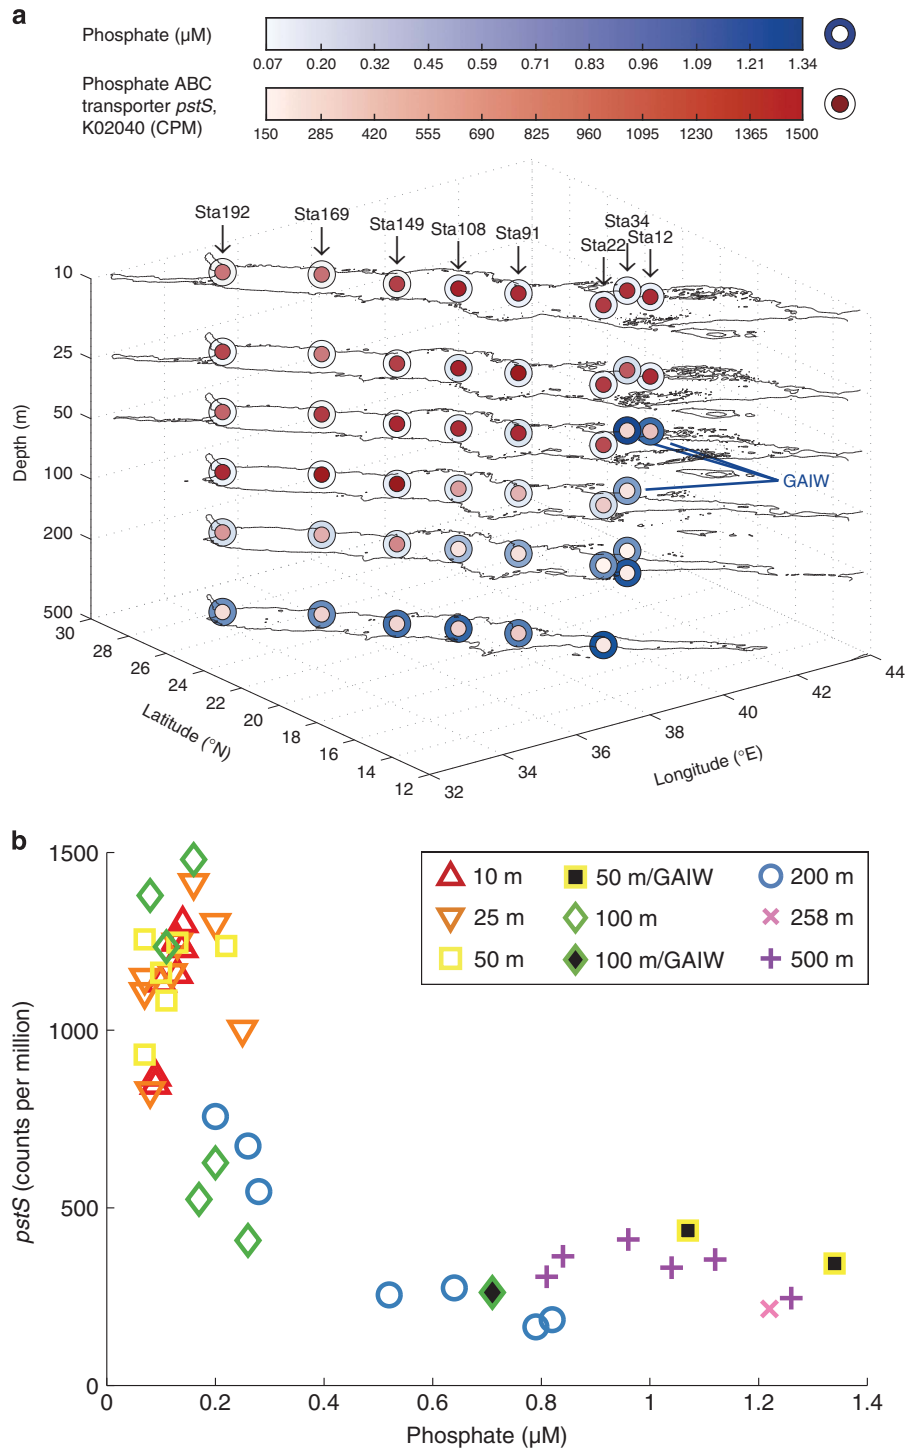 a
Phosphate (µM)
0.07 0.20 0.32 0.45 0.59 0.71 0.83 0.96 1.09 1.21 1.34
Phosphate ABC
transporter pstS,
K02040 (CPM)
150 285 420 555 690 825 960 1095 1230 1365 1500
Sta192 Sta169 Sta149 Sta108 Sta91 Sta22 Sta34 Sta12
10
25
50
100
200
500
Depth (m)
GAIW
30 28 26 24 22 20 18 16 14 12
Latitude (°N)
32 34 36 38 40 42 44
Longitude (°E)
b
1500
1000
500
0
pstS (counts per million)
10 m 50 m/GAIW 200 m
25 m 100 m 258 m
50 m 100 m/GAIW 500 m
0 0.2 0.4 0.6 0.8 1 1.2 1.4
Phosphate (µM)